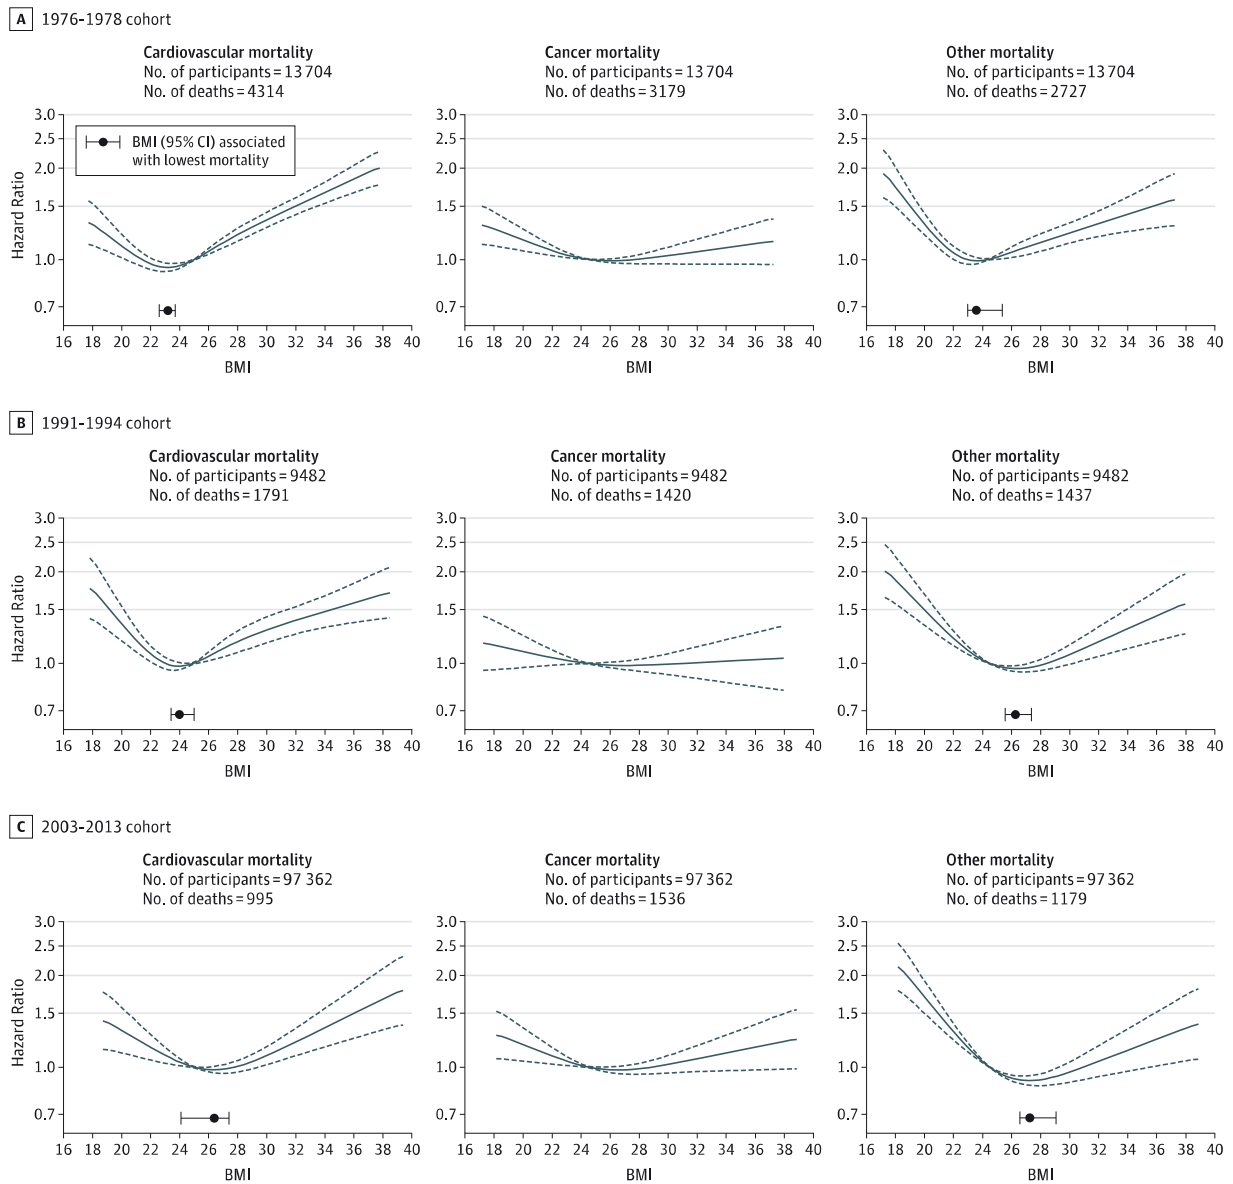 A 1976-1978 cohort
Cardiovascular mortality
No. of participants = 13 704
No. of deaths = 4314
Cancer mortality
No. of participants = 13 704
No. of deaths = 3179
Other mortality
No. of participants = 13 704
No. of deaths = 2727
Hazard Ratio
3.0
2.5
2.0
1.5
1.0
0.7
BMI (95% CI) associated
with lowest mortality
16 18 20 22 24 26 28 30 32 34 36 38 40
BMI
3.0
2.5
2.0
1.5
1.0
0.7
16 18 20 22 24 26 28 30 32 34 36 38 40
BMI
3.0
2.5
2.0
1.5
1.0
0.7
16 18 20 22 24 26 28 30 32 34 36 38 40
BMI
B 1991-1994 cohort
Cardiovascular mortality
No. of participants = 9482
No. of deaths = 1791
Cancer mortality
No. of participants = 9482
No. of deaths = 1420
Other mortality
No. of participants = 9482
No. of deaths = 1437
Hazard Ratio
3.0
2.5
2.0
1.5
1.0
0.7
16 18 20 22 24 26 28 30 32 34 36 38 40
BMI
3.0
2.5
2.0
1.5
1.0
0.7
16 18 20 22 24 26 28 30 32 34 36 38 40
BMI
3.0
2.5
2.0
1.5
1.0
0.7
16 18 20 22 24 26 28 30 32 34 36 38 40
BMI
C 2003-2013 cohort
Cardiovascular mortality
No. of participants = 97 362
No. of deaths = 995
Cancer mortality
No. of participants = 97 362
No. of deaths = 1536
Other mortality
No. of participants = 97 362
No. of deaths = 1179
Hazard Ratio
3.0
2.5
2.0
1.5
1.0
0.7
16 18 20 22 24 26 28 30 32 34 36 38 40
BMI
3.0
2.5
2.0
1.5
1.0
0.7
16 18 20 22 24 26 28 30 32 34 36 38 40
BMI
3.0
2.5
2.0
1.5
1.0
0.7
16 18 20 22 24 26 28 30 32 34 36 38 40
BMI